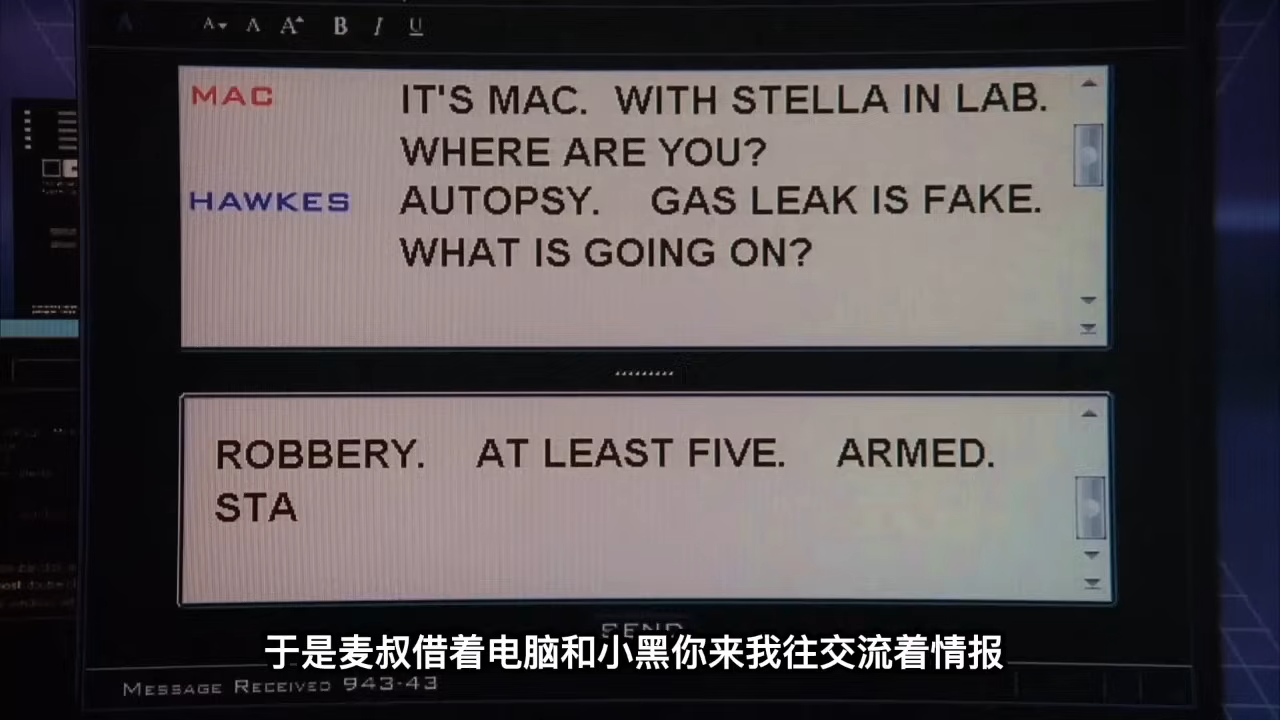 A A A B I U
MAC IT'S MAC. WITH STELLA IN LAB.
WHERE ARE YOU?
HAWKES AUTOPSY. GAS LEAK IS FAKE.
WHAT IS GOING ON?
ROBBERY. AT LEAST FIVE. ARMED.
STA
SEND
于是麦叔借着电脑和小黑你来我往交流着情报
MESSAGE RECEIVED 943-43